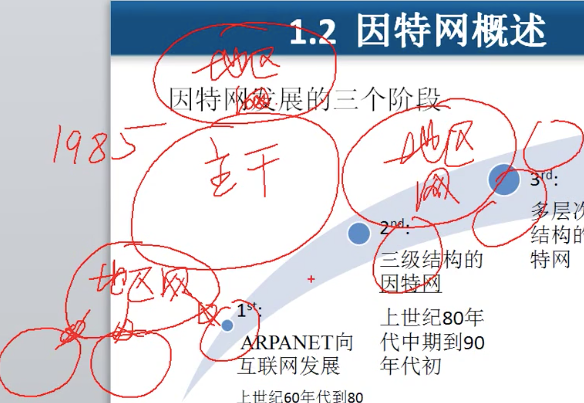 1.2 因特网概述
地区
网
因特网发展的三个阶段
1985
主干
地区
网
3rd:
多层次
结构的
特网
2nd:
三级结构的
因特网
上世纪80年
代中期到90
年代初
地区网
1st:
ARPANET向
互联网发展
上世纪60年代到80